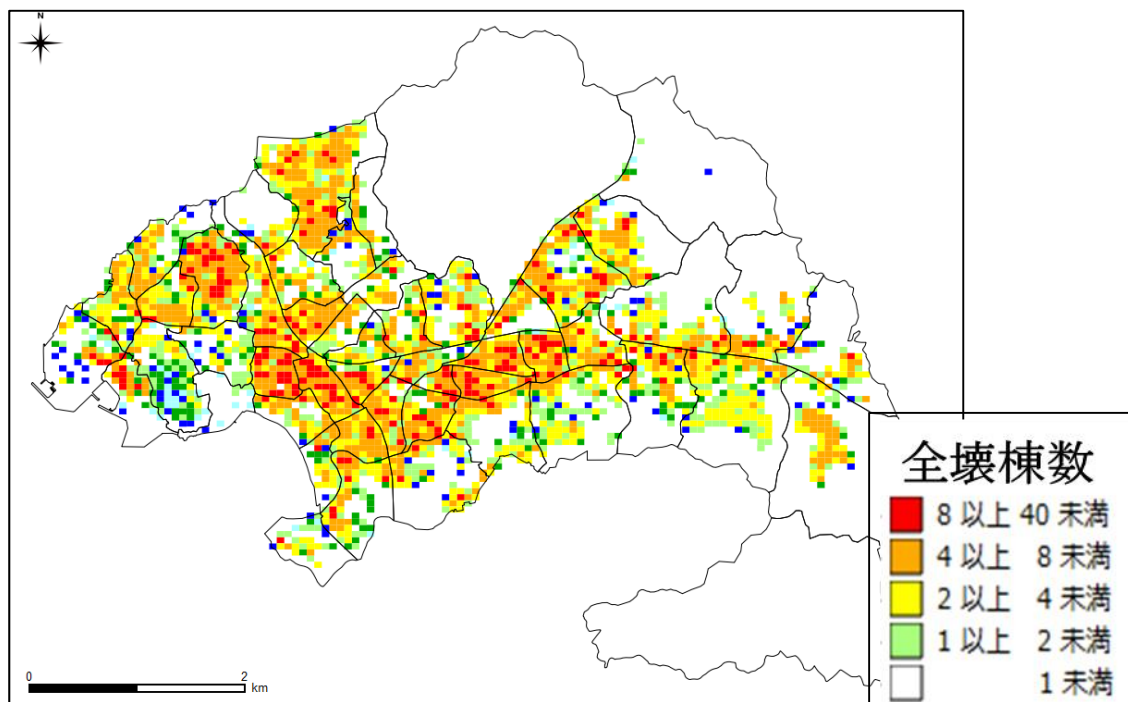 N
全壊棟数
8 以上 40 未満
4 以上 8 未満
2 以上 4 未満
1 以上 2 未満
1 未満
0 2
km